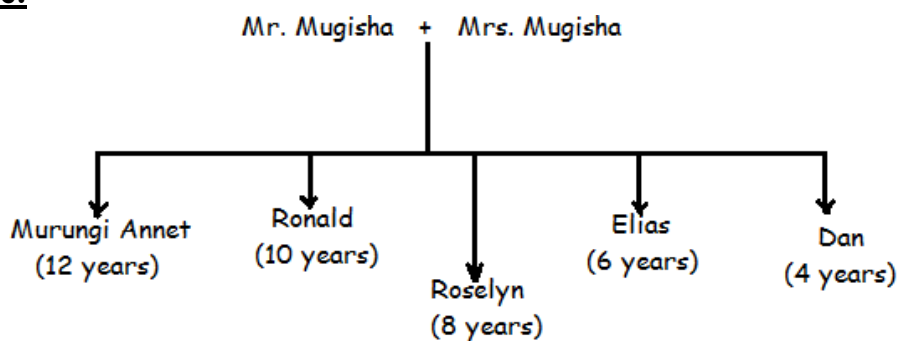 Mr. Mugisha + Mrs. Mugisha
Murungi Annet
(12 years)
Ronald
(10 years)
Roselyn
(8 years)
Elias
(6 years)
Dan
(4 years)